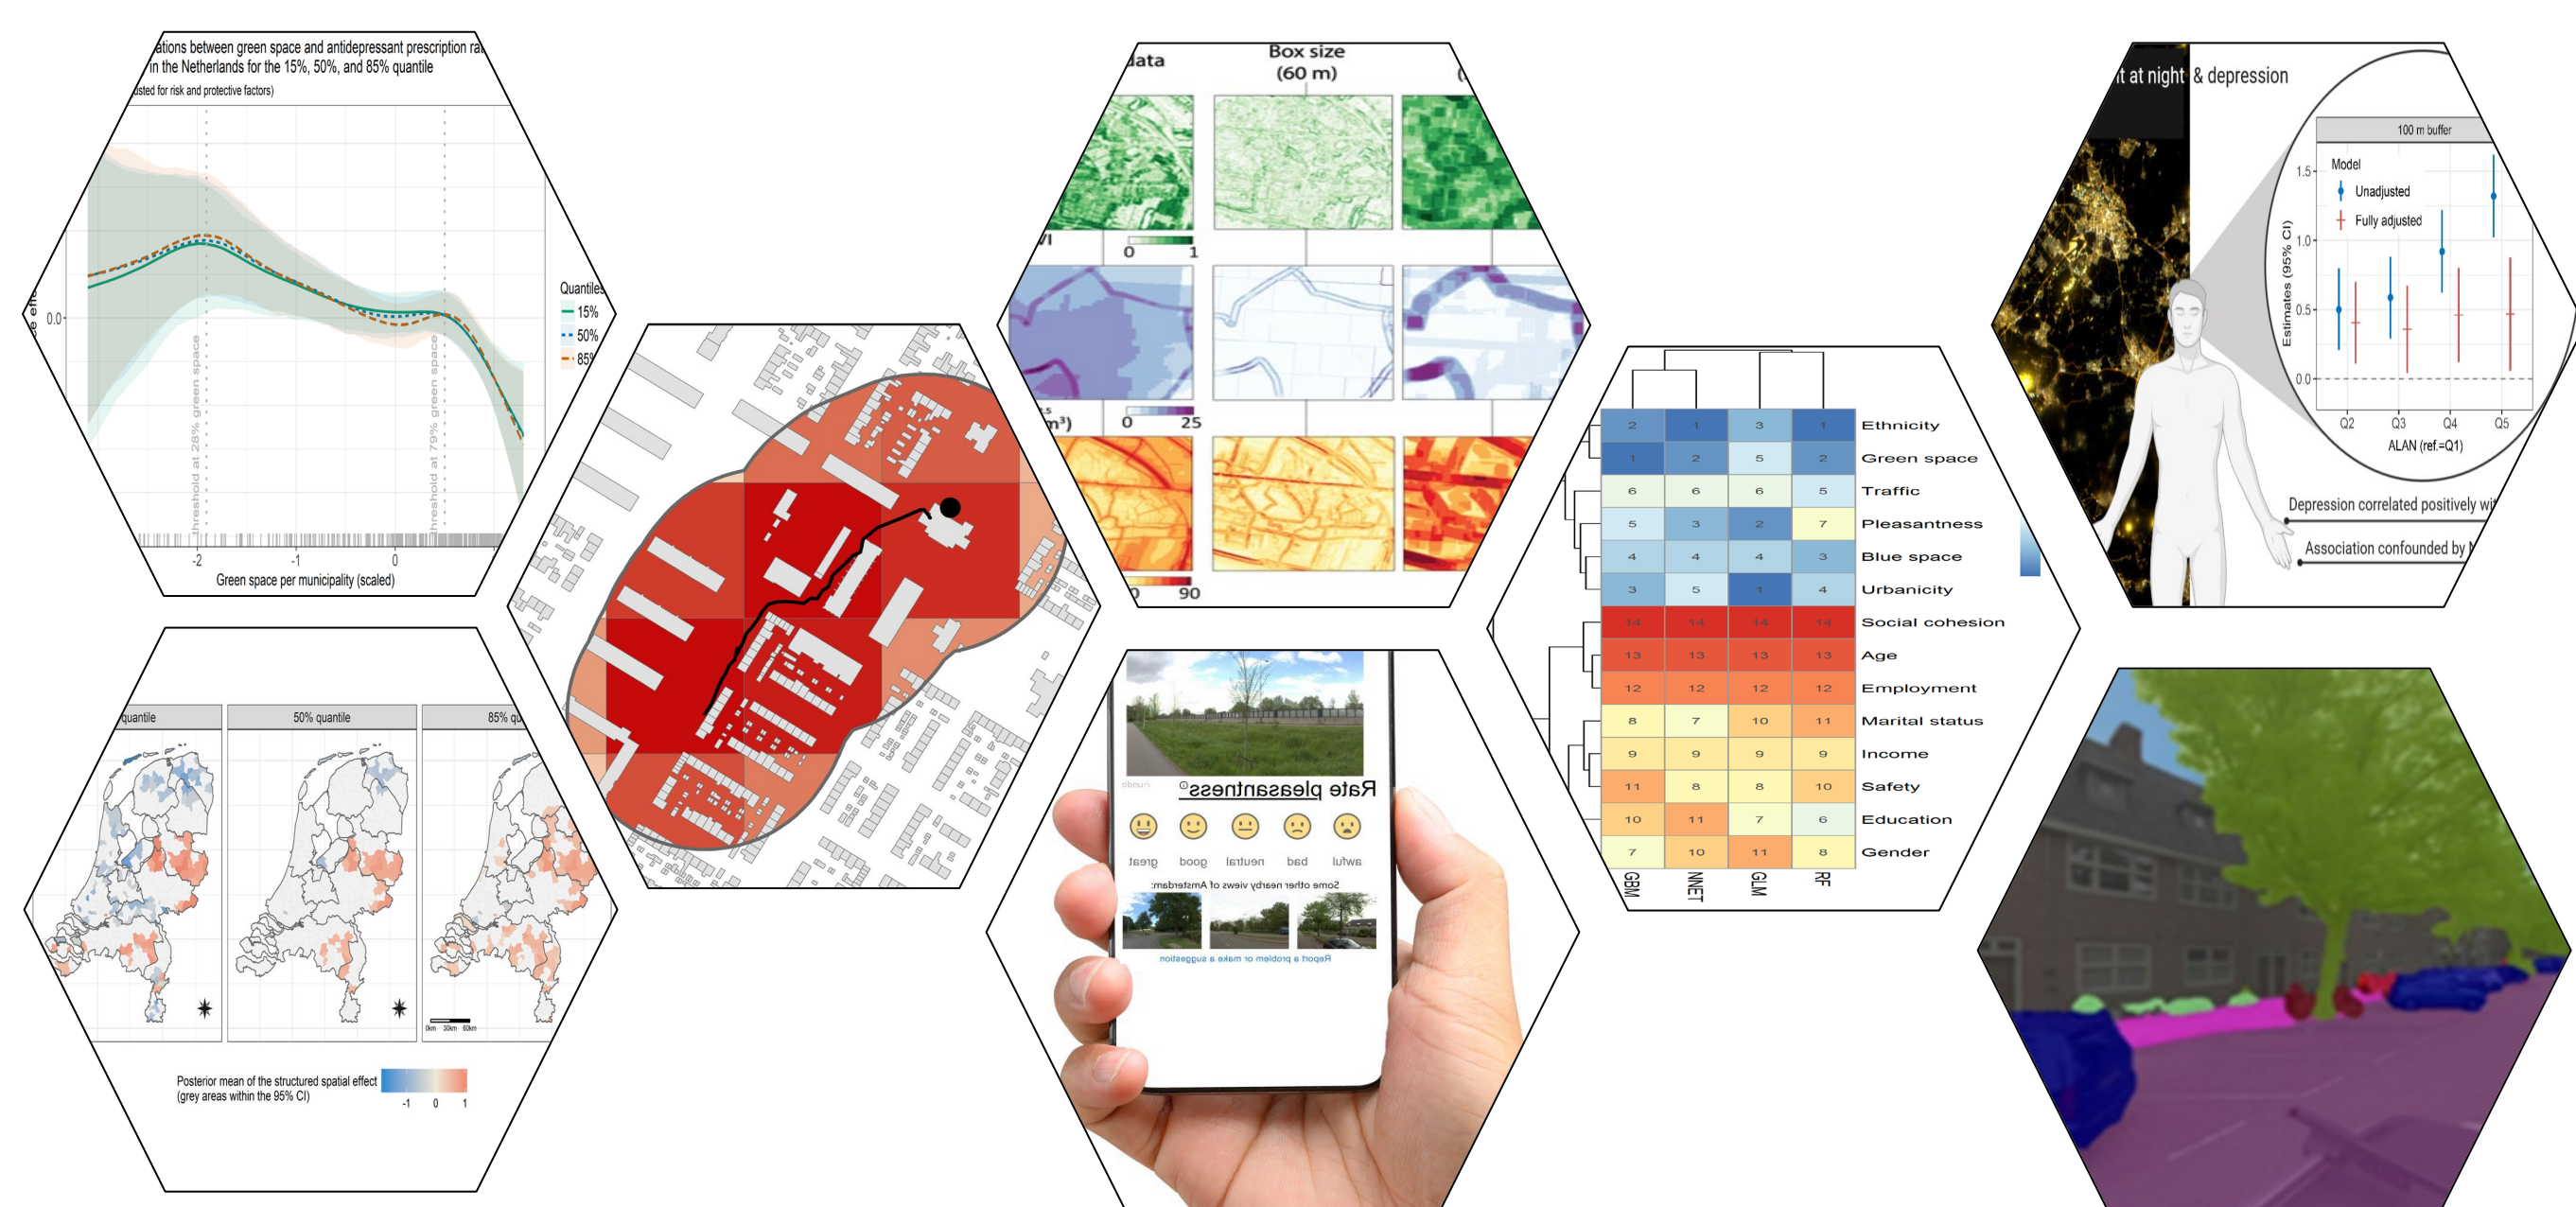 ations between green space and antidepressant prescription rat
in the Netherlands for the 15%, 50%, and 85% quantile
usted for risk and protective factors)
0.0
threshold at 28% green space
threshold at 79% green space
-2 -1 0
Green space per municipality (scaled)
Quantiles
15%
50%
85%
quantile
50% quantile
85% qu
0km 30km 60km
Posterior mean of the structured spatial effect
(grey areas within the 95% CI)
-1 0 1
data
Box size
(60 m)
0 1
m³)
0 25
90
Rate pleasantness
undo
great good neutral bad awful
Some other nearby views of Amsterdam:
Report a problem or make a suggestion
2 1 3 1 Ethnicity
1 2 5 2 Green space
6 6 6 5 Traffic
5 3 2 7 Pleasantness
4 4 4 3 Blue space
3 5 1 4 Urbanicity
14 14 14 14 Social cohesion
13 13 13 13 Age
12 12 12 12 Employment
8 7 10 11 Marital status
9 9 9 9 Income
11 8 8 10 Safety
10 11 7 6 Education
7 10 11 8 Gender
GBM NNET GLM RF
t at night & depression
100 m buffer
Model
Unadjusted
Fully adjusted
Estimates (95% CI)
1.5
1.0
0.5
0.0
Q2 Q3 Q4 Q5
ALAN (ref.=Q1)
Depression correlated positively wi
Association confounded by N